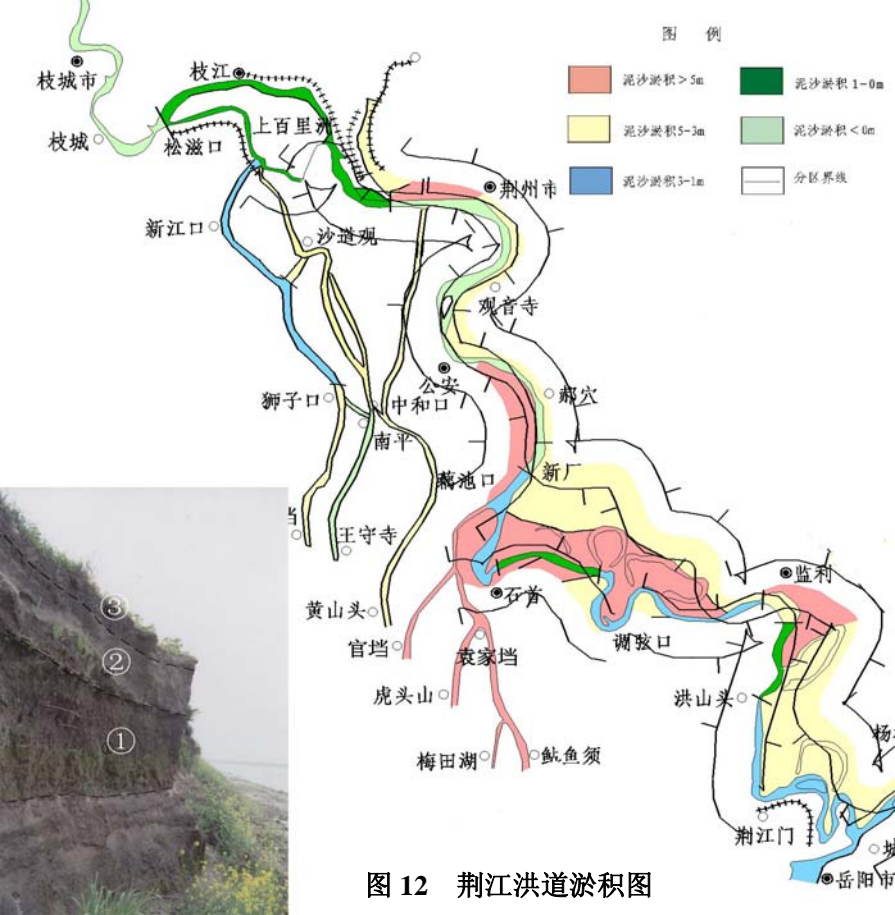 图 例
泥沙淤积＞5m
泥沙淤积1-0m
泥沙淤积5-3m
泥沙淤积＜0m
泥沙淤积3-1m
分区界线
枝城市
枝江
枝城
松滋口
上百里洲
荆州市
新江口
沙道观
观音寺
公安
郝穴
狮子口
中和口
南平
藕池口
新厂
垱
王守寺
监利
石首
黄山头
调弦口
官垱
袁家垱
虎头山
洪山头
杨
梅田湖
鲇鱼须
荆江门
城
岳阳市
③
②
①
图 12 荆江洪道淤积图